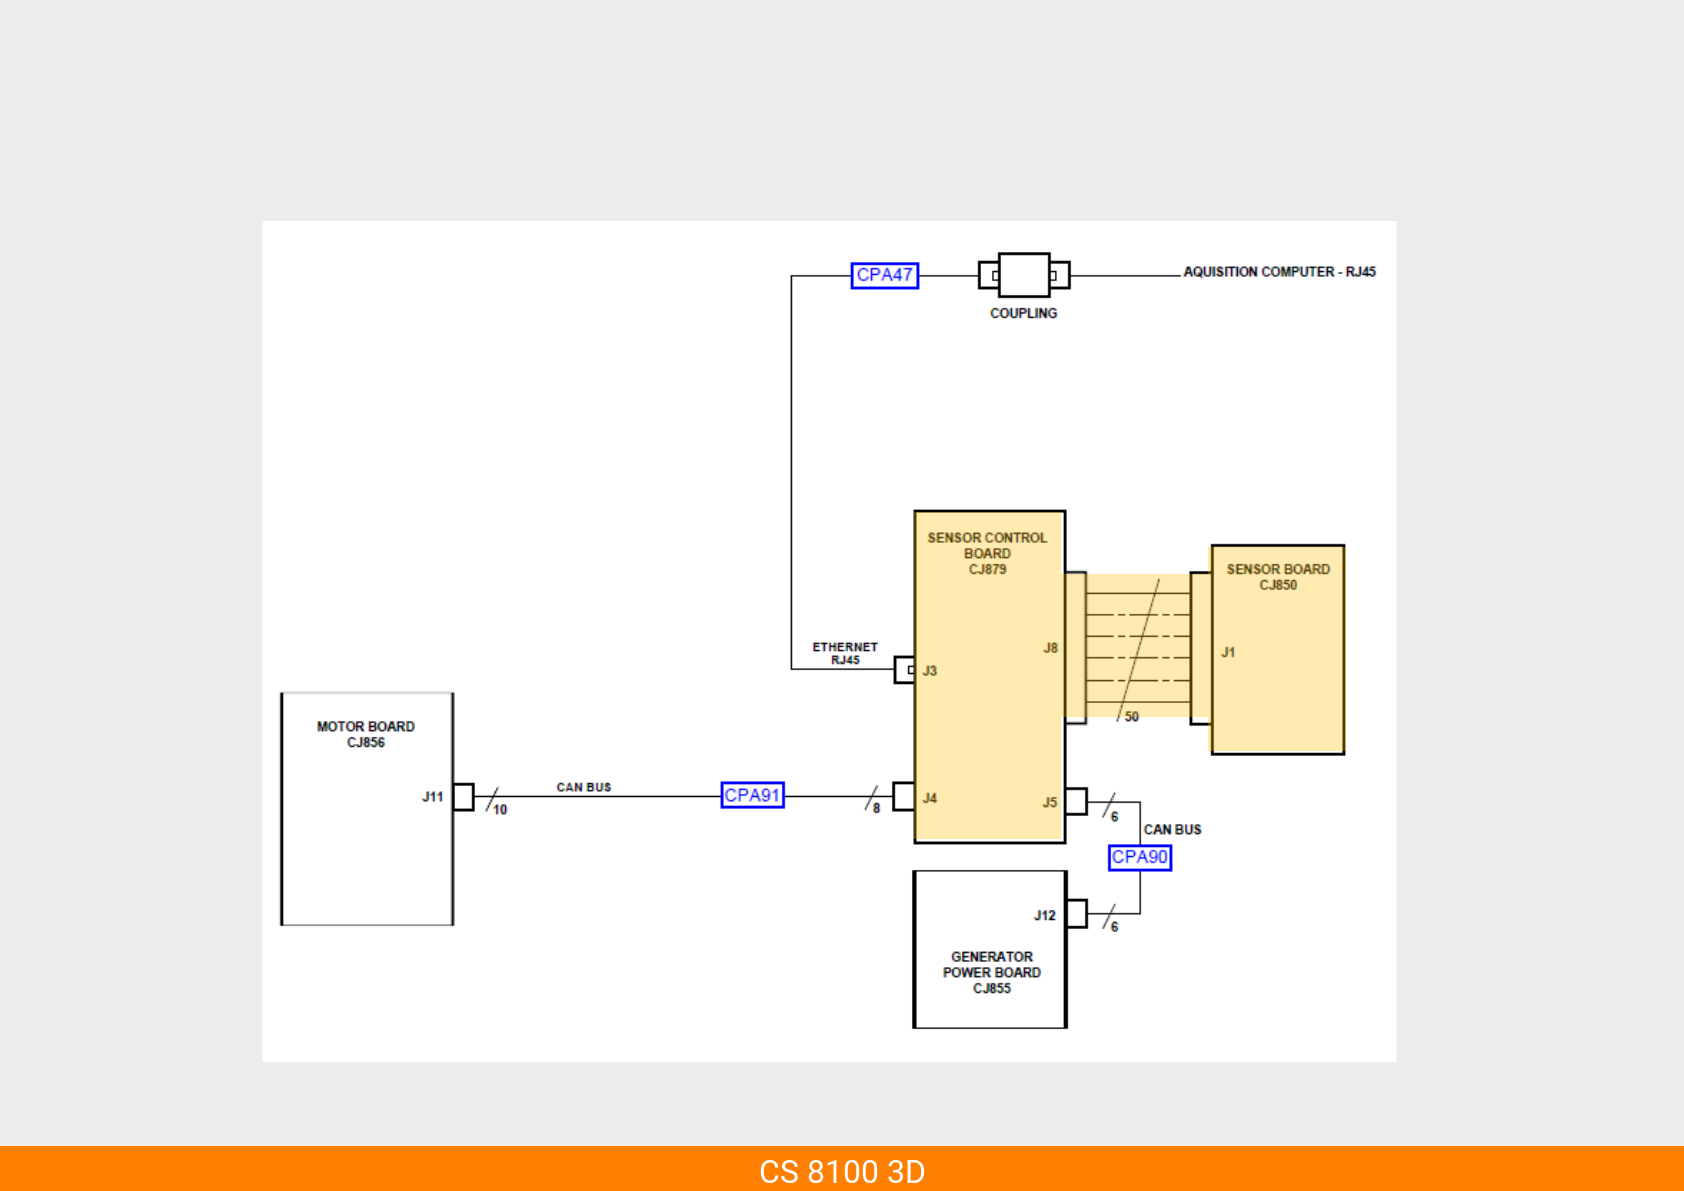 CPA47
AQUISITION COMPUTER - RJ45
COUPLING
SENSOR CONTROL
BOARD
CJ879
SENSOR BOARD
CJ850
ETHERNET
RJ45
J3
J8
J1
50
MOTOR BOARD
CJ856
J11
10
CAN BUS
CPA91
8
J4
J5
6
CAN BUS
CPA90
J12
6
GENERATOR
POWER BOARD
CJ855
CS 8100 3D